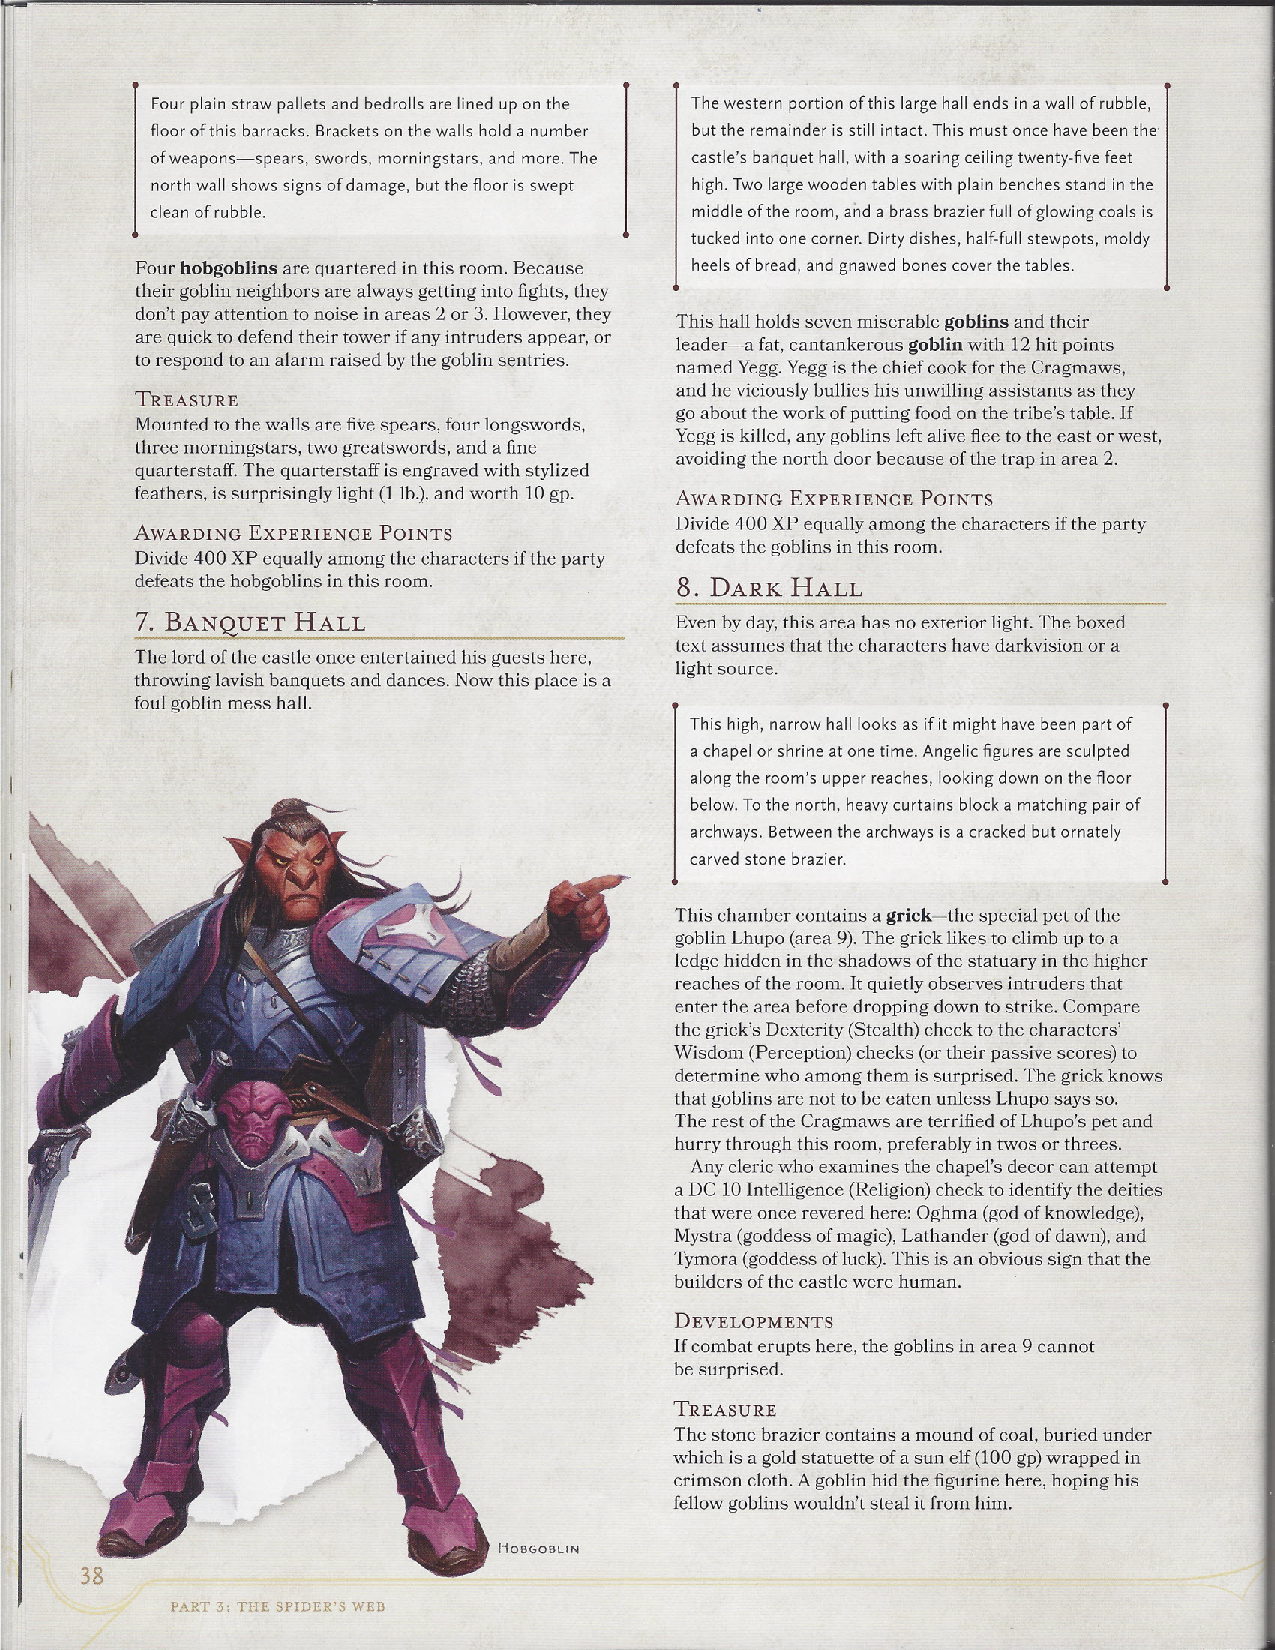 Four plain straw pallets and bedrolls are lined up on the
floor of this barracks. Brackets on the walls hold a number
of weapons—spears, swords, morningstars, and more. The
north wall shows signs of damage, but the floor is swept
clean of rubble.
Four hobgoblins are quartered in this room. Because
their goblin neighbors are always getting into fights, they
don't pay attention to noise in areas 2 or 3. However, they
are quick to defend their tower if any intruders appear, or
to respond to an alarm raised by the goblin sentries.
TREASURE
Mounted to the walls are five spears, four longswords,
three morningstars, two greatswords, and a fine
quarterstaff. The quarterstaff is engraved with stylized
feathers, is surprisingly light (1 lb.), and worth 10 gp.
AWARDING EXPERIENCE POINTS
Divide 400 XP equally among the characters if the party
defeats the hobgoblins in this room.
7. BANQUET HALL
The lord of the castle once entertained his guests here,
throwing lavish banquets and dances. Now this place is a
foul goblin mess hall.
HOBGOBLIN
The western portion of this large hall ends in a wall of rubble,
but the remainder is still intact. This must once have been the
castle's banquet hall, with a soaring ceiling twenty-five feet
high. Two large wooden tables with plain benches stand in the
middle of the room, and a brass brazier full of glowing coals is
tucked into one corner. Dirty dishes, half-full stewpots, moldy
heels of bread, and gnawed bones cover the tables.
This hall holds seven miserable goblins and their
leader—a fat, cantankerous goblin with 12 hit points
named Yegg. Yegg is the chief cook for the Cragmaws,
and he viciously bullies his unwilling assistants as they
go about the work of putting food on the tribe's table. If
Yegg is killed, any goblins left alive flee to the east or west,
avoiding the north door because of the trap in area 2.
AWARDING EXPERIENCE POINTS
Divide 400 XP equally among the characters if the party
defeats the goblins in this room.
8. DARK HALL
Even by day, this area has no exterior light. The boxed
text assumes that the characters have darkvision or a
light source.
This high, narrow hall looks as if it might have been part of
a chapel or shrine at one time. Angelic figures are sculpted
along the room's upper reaches, looking down on the floor
below. To the north, heavy curtains block a matching pair of
archways. Between the archways is a cracked but ornately
carved stone brazier.
This chamber contains a grick—the special pet of the
goblin Lhupo (area 9). The grick likes to climb up to a
ledge hidden in the shadows of the statuary in the higher
reaches of the room. It quietly observes intruders that
enter the area before dropping down to strike. Compare
the grick's Dexterity (Stealth) check to the characters'
Wisdom (Perception) checks (or their passive scores) to
determine who among them is surprised. The grick knows
that goblins are not to be eaten unless Lhupo says so.
The rest of the Cragmaws are terrified of Lhupo's pet and
hurry through this room, preferably in twos or threes.
Any cleric who examines the chapel's decor can attempt
a DC 10 Intelligence (Religion) check to identify the deities
that were once revered here: Oghma (god of knowledge),
Mystra (goddess of magic), Lathander (god of dawn), and
Tymora (goddess of luck). This is an obvious sign that the
builders of the castle were human.
DEVELOPMENTS
If combat erupts here, the goblins in area 9 cannot
be surprised.
TREASURE
The stone brazier contains a mound of coal, buried under
which is a gold statuette of a sun elf (100 gp) wrapped in
crimson cloth. A goblin hid the figurine here, hoping his
fellow goblins wouldn't steal it from him.
38
PART 3: THE SPIDER'S WEB